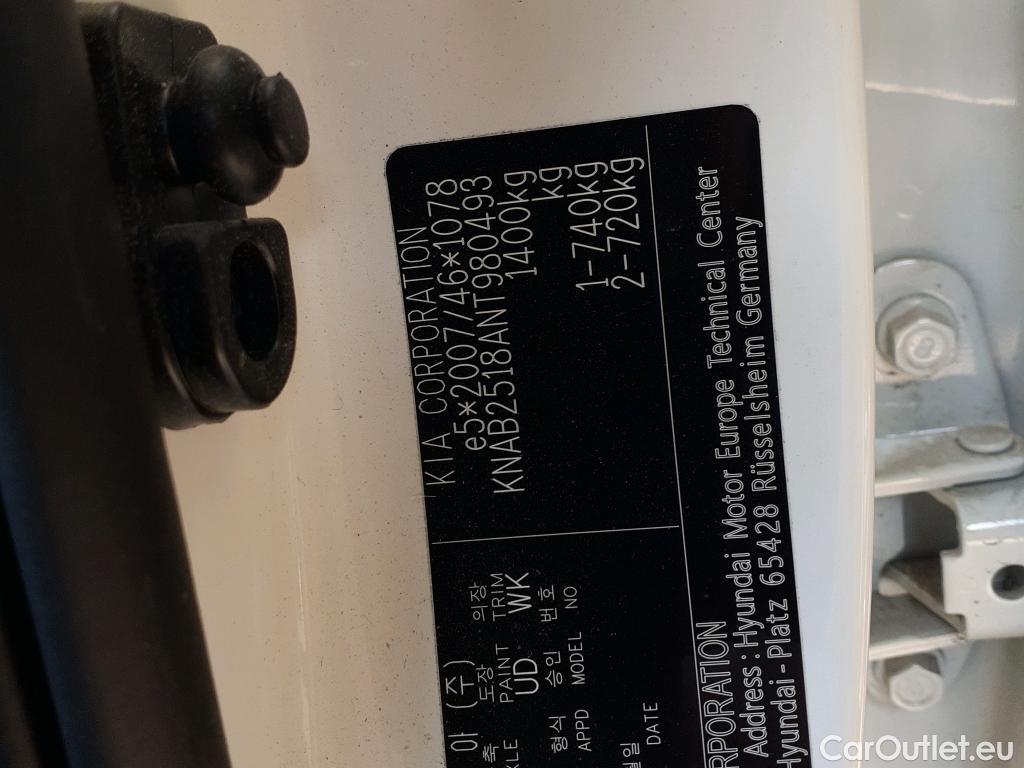 KIA CORPORATION
e5*2007/46*1078
KNAB2518ANT980493
1400kg
kg
1-740kg
2-720kg
(주)
도장 의장
PAINT TRIM
UD WK
형식 승인 번호
APPD MODEL NO
DATE
Address : Hyundai Motor Europe Technical Center
Hyundai-Platz 65428 Rüsselsheim Germany
CarOutlet.eu